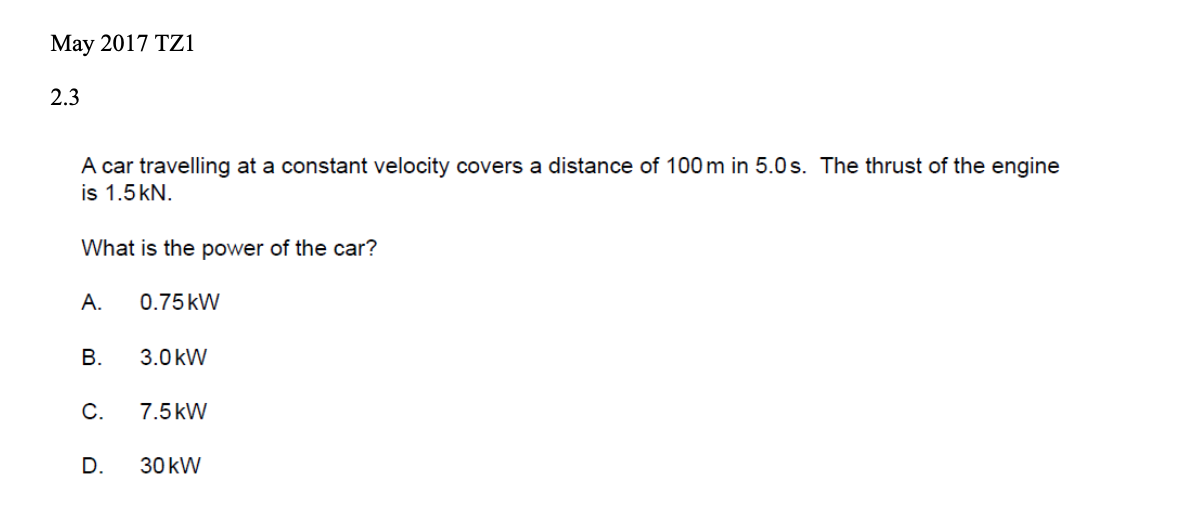 May 2017 TZ1
2.3
A car travelling at a constant velocity covers a distance of 100 m in 5.0 s. The thrust of the engine
is 1.5 kN.
What is the power of the car?
A. 0.75 kW
B. 3.0 kW
C. 7.5 kW
D. 30 kW